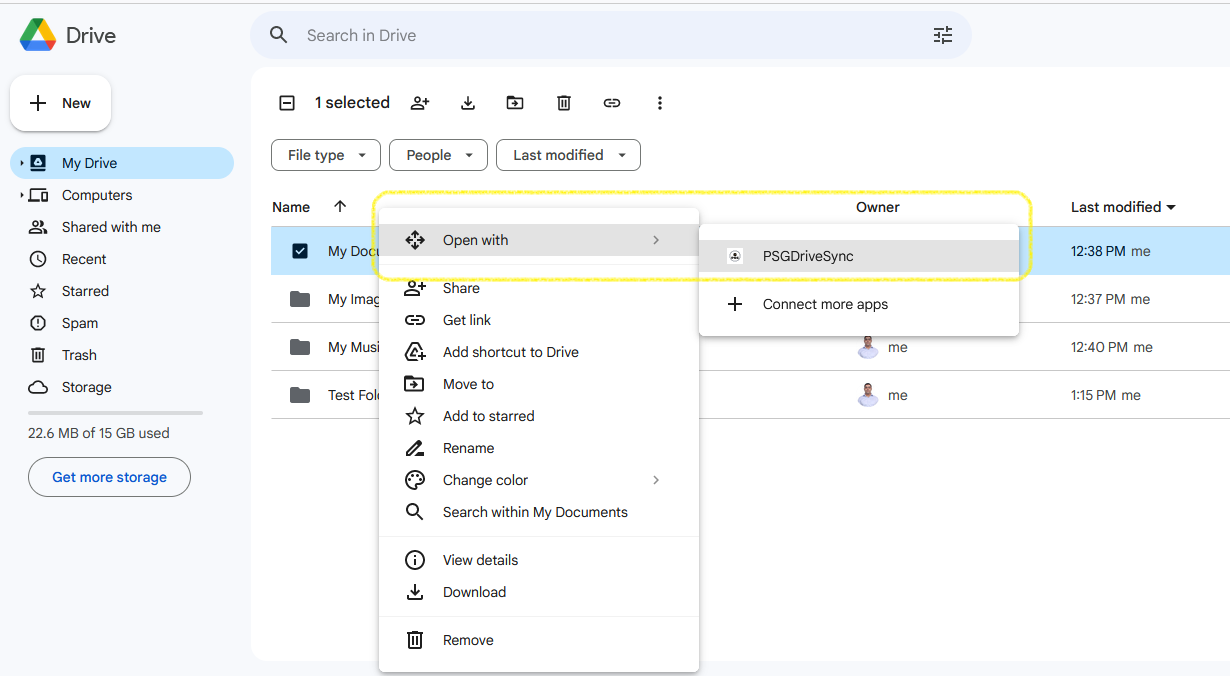 Drive
Search in Drive
New
1 selected
My Drive
Computers
Shared with me
Recent
Starred
Spam
Trash
Storage
22.6 MB of 15 GB used
Get more storage
File type
People
Last modified
Name
Owner
Last modified
My Docu
12:38 PM me
My Imag
12:37 PM me
My Musi
me
12:40 PM me
Test Fol
me
1:15 PM me
Open with
PSGDriveSync
Connect more apps
Share
Get link
Add shortcut to Drive
Move to
Add to starred
Rename
Change color
Search within My Documents
View details
Download
Remove